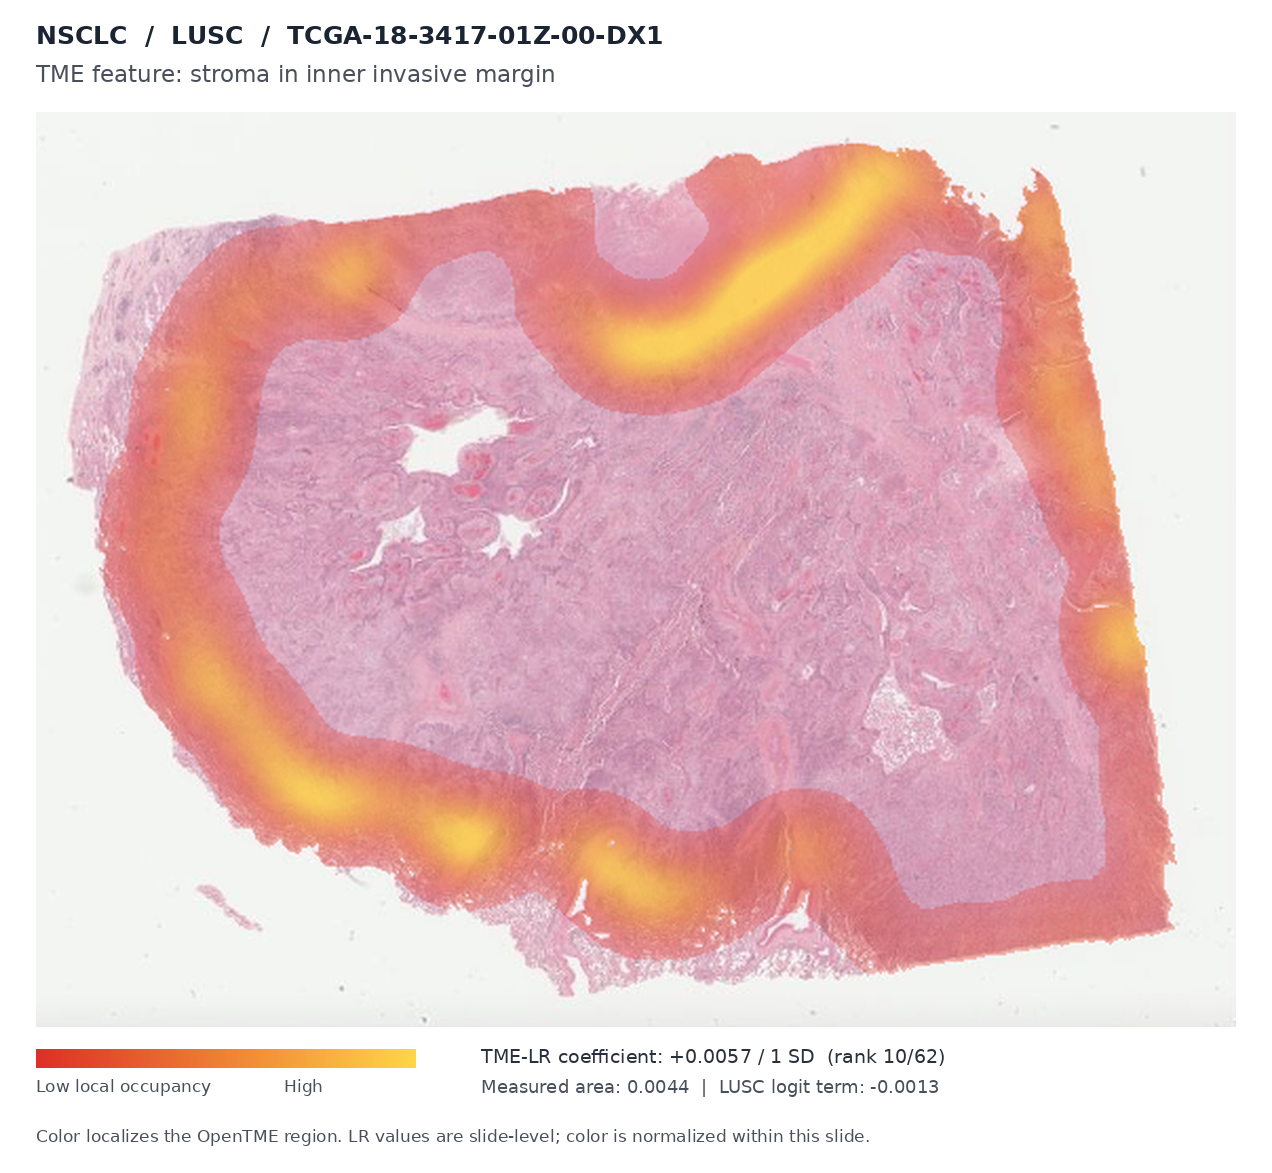 NSCLC / LUSC / TCGA-18-3417-01Z-00-DX1
TME feature: stroma in inner invasive margin
TME-LR coefficient: +0.0057 / 1 SD (rank 10/62)
Low local occupancy High
Measured area: 0.0044 | LUSC logit term: -0.0013
Color localizes the OpenTME region. LR values are slide-level; color is normalized within this slide.